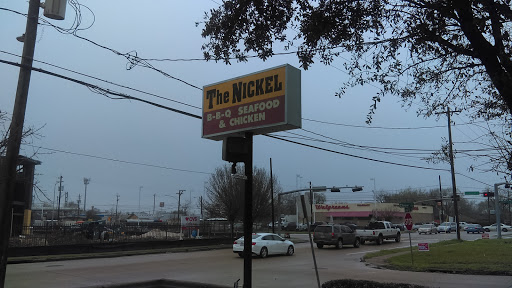 The NICKEL
B-B-Q SEAFOOD
& CHICKEN
Walgreens